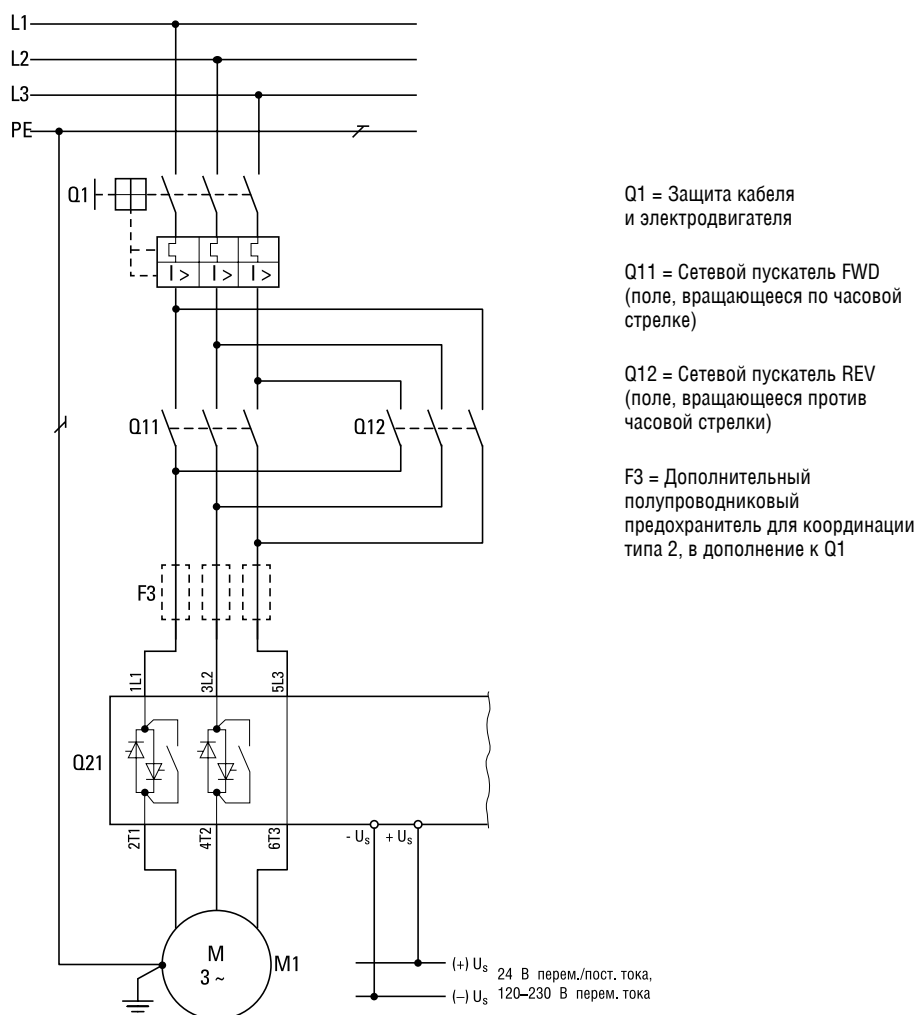 L1
L2
L3
PE
Q1
I >
I >
I >
Q11
Q12
F3
1L1
3L2
5L3
Q21
2T1
4T2
6T3
- Us
+ Us
M
3 ~
M1
(+) Us
(–) Us
24 В перем./пост. тока,
120–230 В перем. тока
Q1 = Защита кабеля
и электродвигателя
Q11 = Сетевой пускатель FWD
(поле, вращающееся по часовой
стрелке)
Q12 = Сетевой пускатель REV
(поле, вращающееся против
часовой стрелки)
F3 = Дополнительный
полупроводниковый
предохранитель для координации
типа 2, в дополнение к Q1